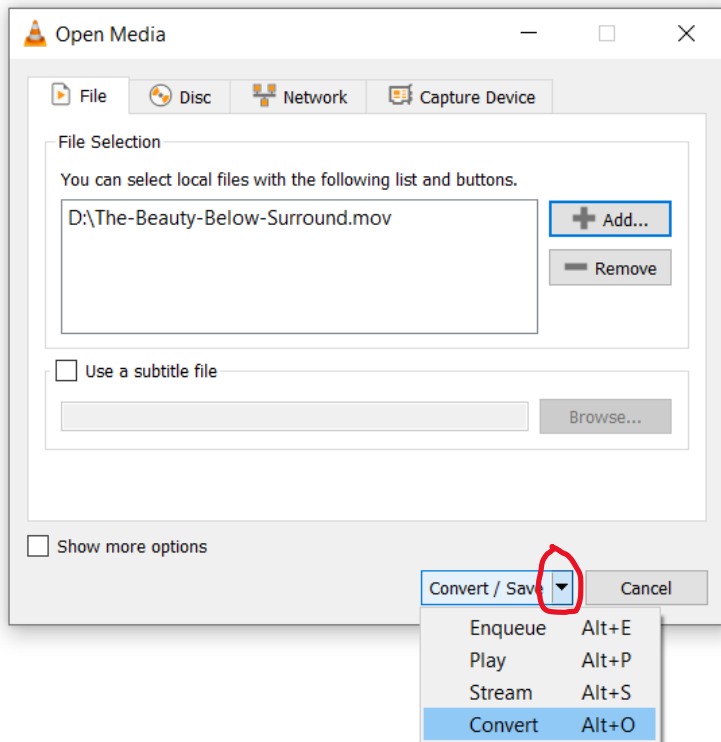 Open Media
File Disc Network Capture Device
File Selection
You can select local files with the following list and buttons.
D:\The-Beauty-Below-Surround.mov
Add...
Remove
Use a subtitle file
Browse...
Show more options
Convert / Save Cancel
Enqueue Alt+E
Play Alt+P
Stream Alt+S
Convert Alt+O